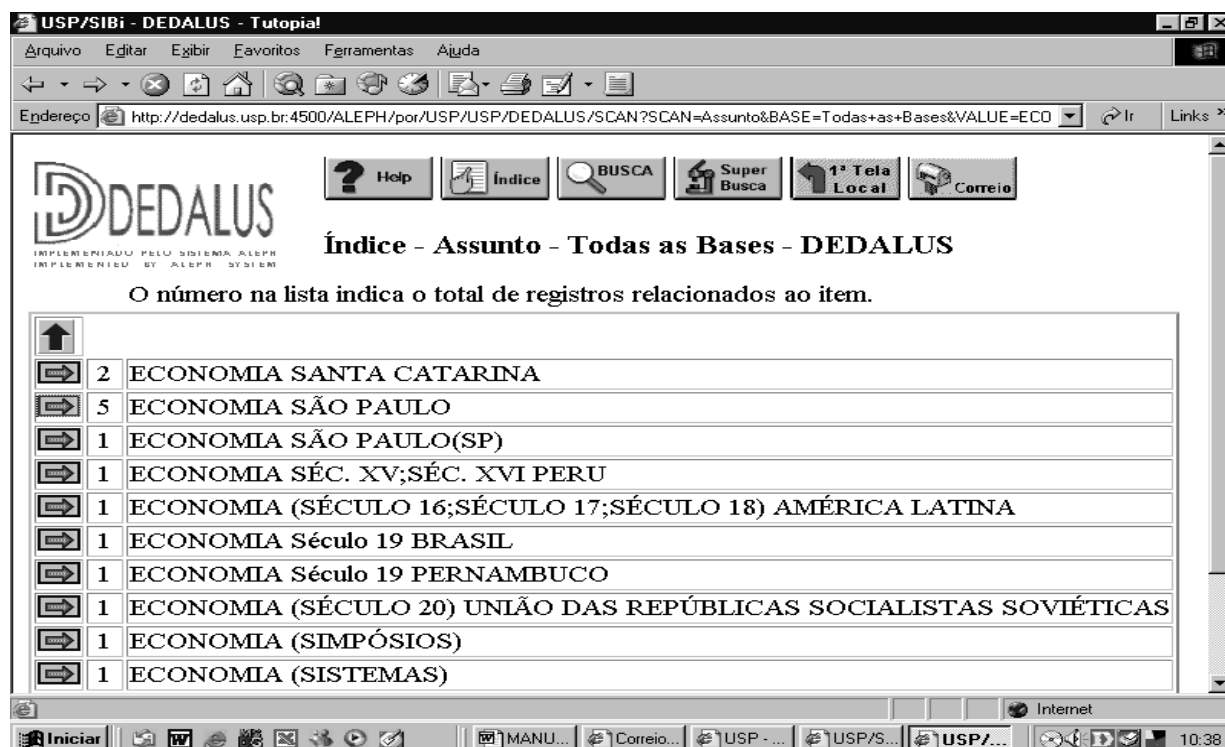 USP/SIBi - DEDALUS - Tutopia!
Arquivo Editar Exibir Favoritos Ferramentas Ajuda
Endereço http://dedalus.usp.br:4500/ALEPH/por/USP/USP/DEDALUS/SCAN?SCAN=Assunto&BASE=Todas+as+Bases&VALUE=ECO Ir Links »
Help Índice BUSCA Super Busca 1ª Tela Local Correio
DEDALUS
IMPLEMENTADO PELO SISTEMA ALEPH
IMPLEMENTED BY ALEPH SYSTEM
Índice - Assunto - Todas as Bases - DEDALUS
O número na lista indica o total de registros relacionados ao item.
2 ECONOMIA SANTA CATARINA
5 ECONOMIA SÃO PAULO
1 ECONOMIA SÃO PAULO(SP)
1 ECONOMIA SÉC. XV;SÉC. XVI PERU
1 ECONOMIA (SÉCULO 16;SÉCULO 17;SÉCULO 18) AMÉRICA LATINA
1 ECONOMIA Século 19 BRASIL
1 ECONOMIA Século 19 PERNAMBUCO
1 ECONOMIA (SÉCULO 20) UNIÃO DAS REPÚBLICAS SOCIALISTAS SOVIÉTICAS
1 ECONOMIA (SIMPÓSIOS)
1 ECONOMIA (SISTEMAS)
Internet
Iniciar MANU... Correio... USP - ... USP/S... USP/... 10:38